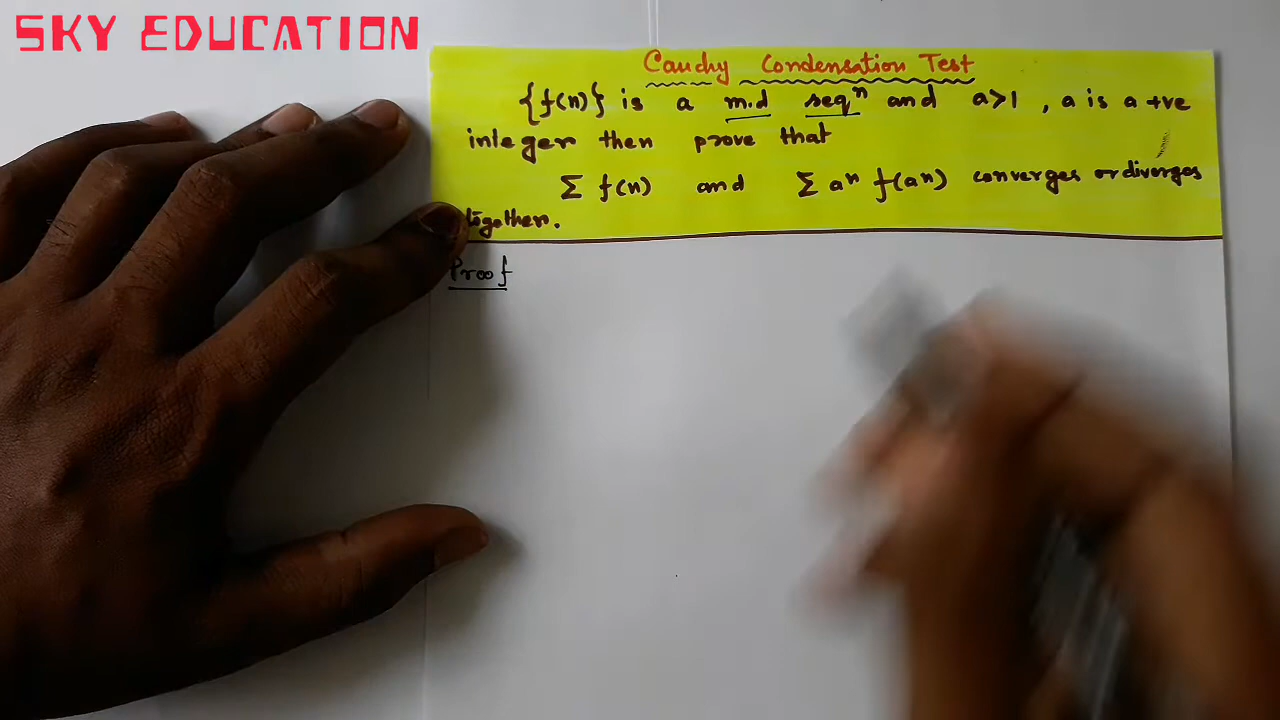 SKY EDUCATION
Cauchy Condensation Test
{f(n)} is a m.d seqⁿ and a>1 , a is a +ve
integer then prove that
Σ f(n) and Σ aⁿ f(aⁿ) converges or diverges
together.
Proof